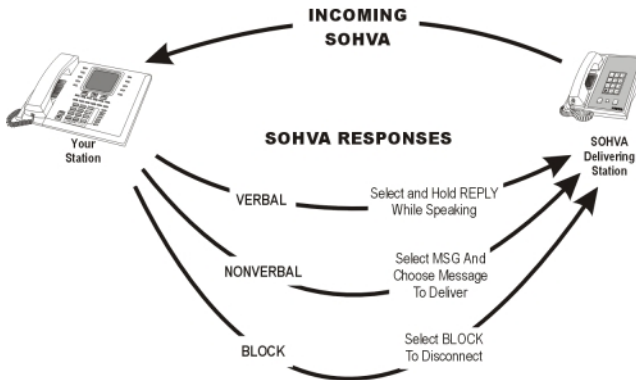 INCOMING
SOHVA
Your
Station
SOHVA
Delivering
Station
SOHVA RESPONSES
VERBAL
Select and Hold REPLY
While Speaking
NONVERBAL
Select MSG And
Choose Message
To Deliver
BLOCK
Select BLOCK
To Disconnect